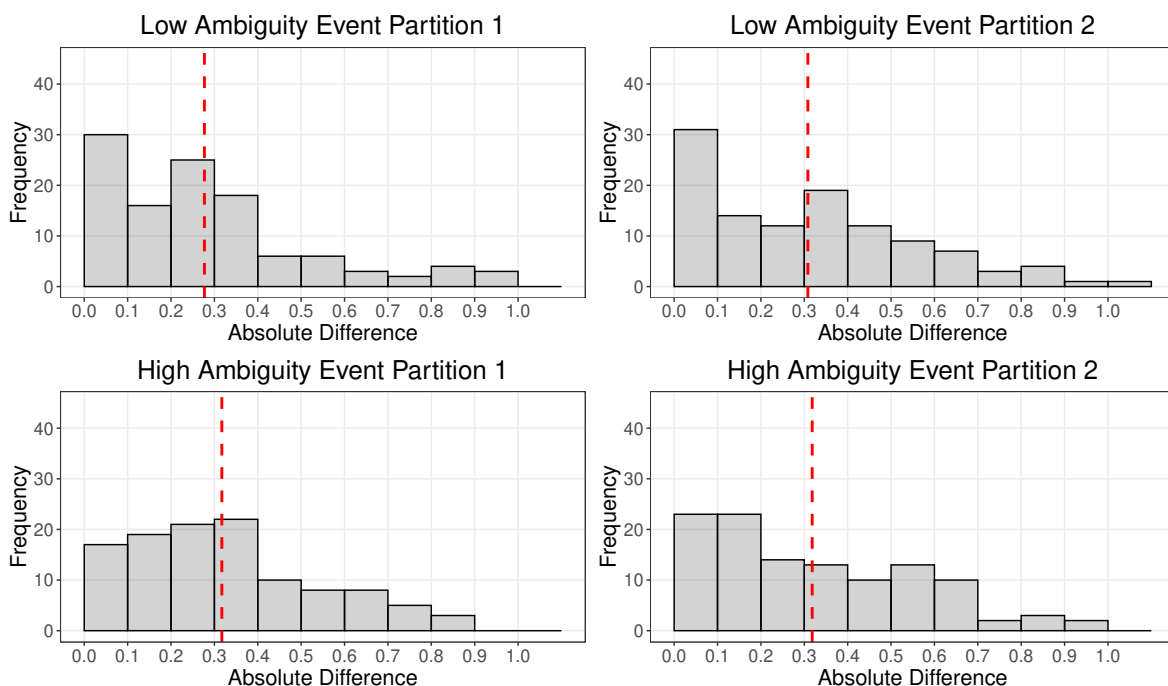 Low Ambiguity Event Partition 1
Frequency
40
30
20
10
0
0.0 0.1 0.2 0.3 0.4 0.5 0.6 0.7 0.8 0.9 1.0
Absolute Difference
Low Ambiguity Event Partition 2
Frequency
40
30
20
10
0
0.0 0.1 0.2 0.3 0.4 0.5 0.6 0.7 0.8 0.9 1.0
Absolute Difference
High Ambiguity Event Partition 1
Frequency
40
30
20
10
0
0.0 0.1 0.2 0.3 0.4 0.5 0.6 0.7 0.8 0.9 1.0
Absolute Difference
High Ambiguity Event Partition 2
Frequency
40
30
20
10
0
0.0 0.1 0.2 0.3 0.4 0.5 0.6 0.7 0.8 0.9 1.0
Absolute Difference